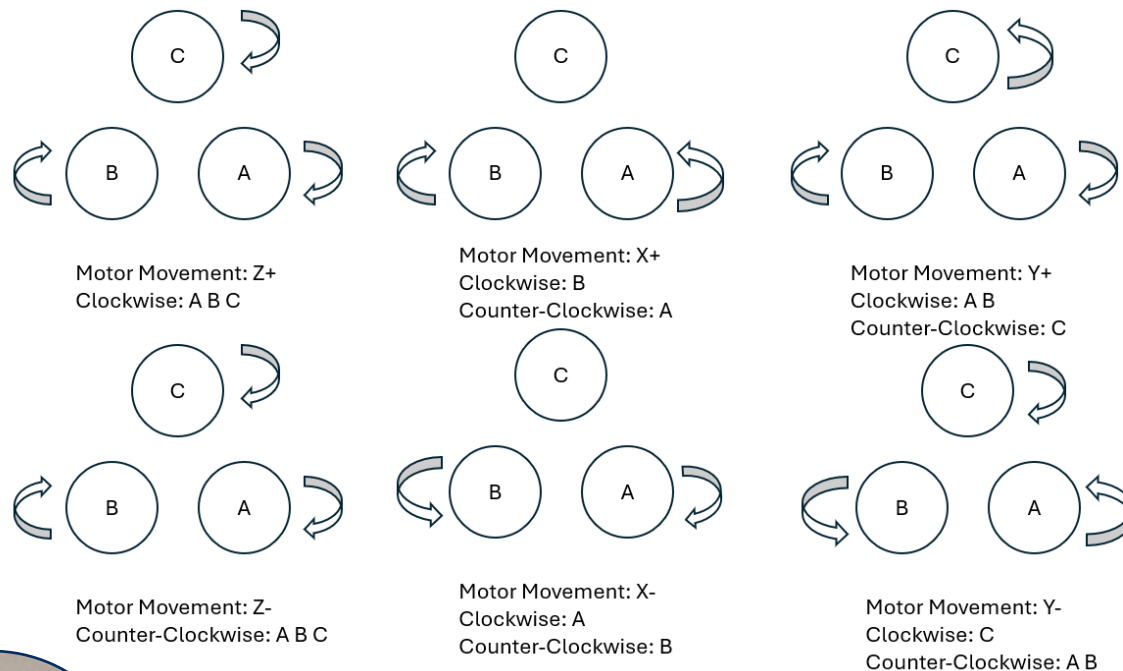 C
B
A
Motor Movement: Z+
Clockwise: A B C
C
B
A
Motor Movement: X+
Clockwise: B
Counter-Clockwise: A
C
B
A
Motor Movement: Y+
Clockwise: A B
Counter-Clockwise: C
C
B
A
Motor Movement: Z-
Counter-Clockwise: A B C
C
B
A
Motor Movement: X-
Clockwise: A
Counter-Clockwise: B
C
B
A
Motor Movement: Y-
Clockwise: C
Counter-Clockwise: A B